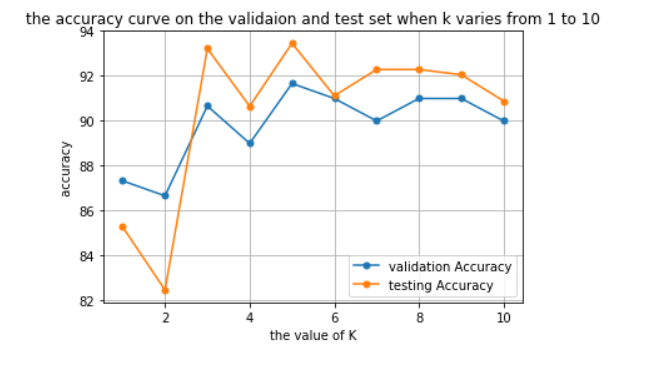 the accuracy curve on the validaion and test set when k varies from 1 to 10
94
92
90
88
86
84
82
accuracy
validation Accuracy
testing Accuracy
2 4 6 8 10
the value of K